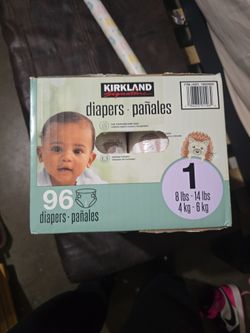 KIRKLAND
Signature
diapers · pañales
96
diapers · pañales
1
8 lbs - 14 lbs
4 kg - 6 kg